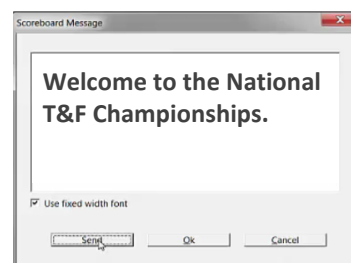 Scoreboard Message
Welcome to the National
T&F Championships.
Use fixed width font
Send Ok Cancel